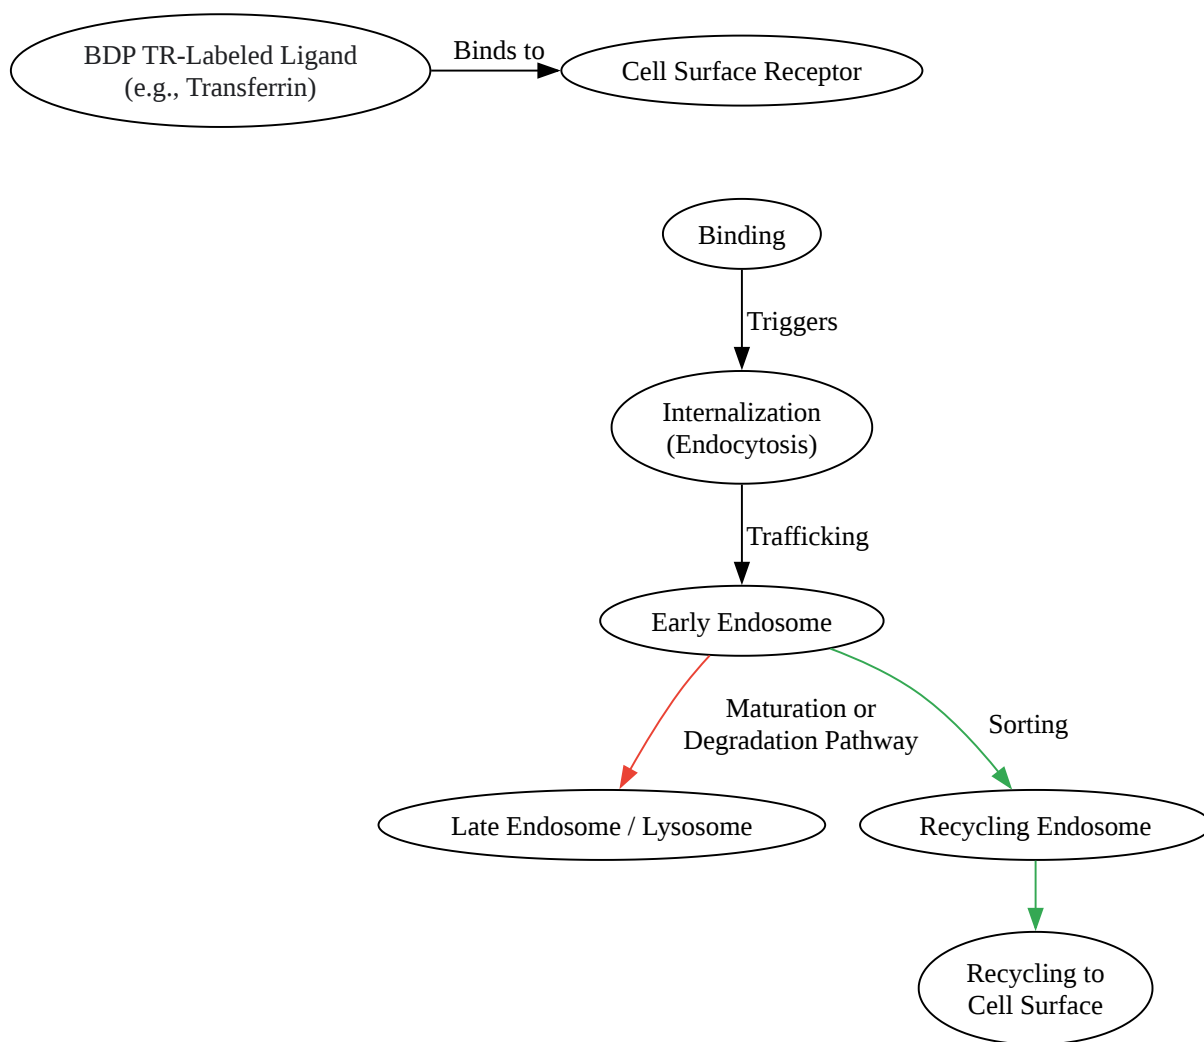 BDP TR-Labeled Ligand
(e.g., Transferrin)
Binds to
Cell Surface Receptor
Binding
Triggers
Internalization
(Endocytosis)
Trafficking
Early Endosome
Maturation or
Degradation Pathway
Sorting
Late Endosome / Lysosome
Recycling Endosome
Recycling to
Cell Surface